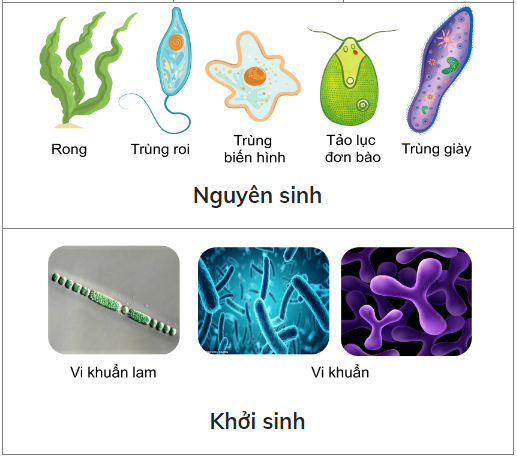 Rong
Trùng roi
Trùng
biến hình
Tảo lục
đơn bào
Trùng giày
Nguyên sinh
Vi khuẩn lam
Vi khuẩn
Khởi sinh